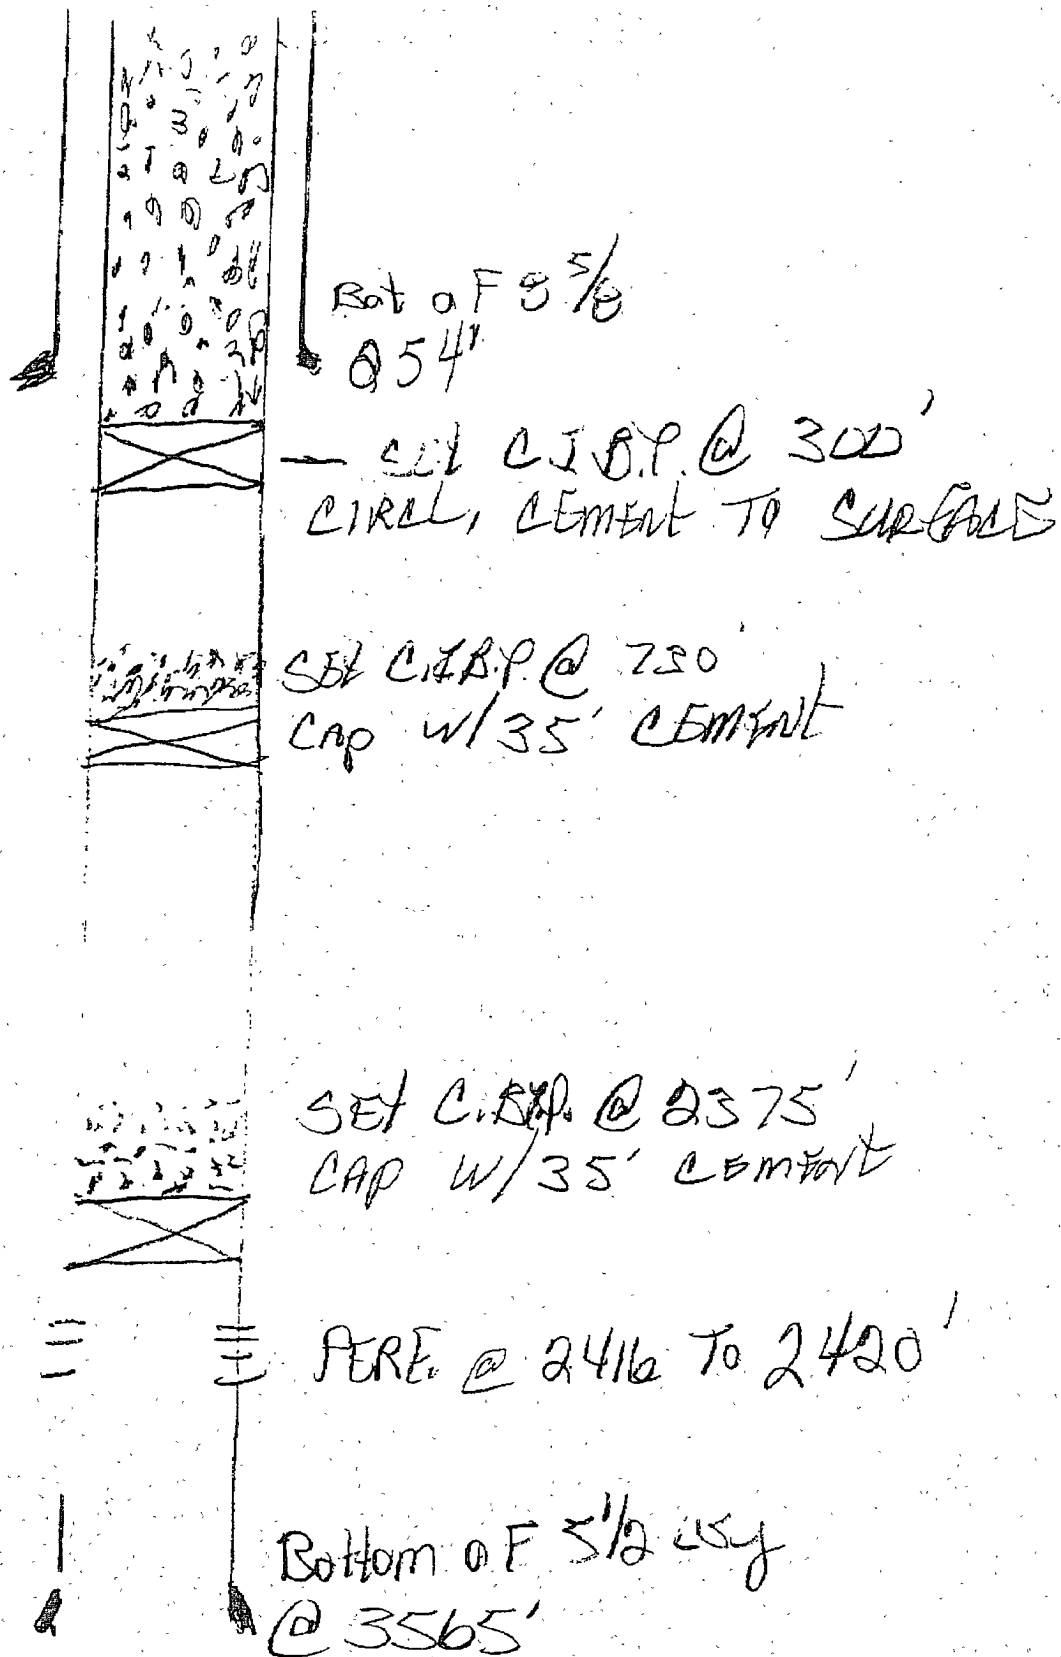 Bot of 8 5/8
@ 54'
— SET C.I.B.P. @ 300'
CIRCL, CEMENT TO SURFACE
SET C.I.B.P. @ 730'
CAP W/ 35' CEMENT
SET C.I.B.P. @ 2375'
CAP W/ 35' CEMENT
PERF. @ 2416 TO 2420'
Bottom of 5 1/2 csg
@ 3565'